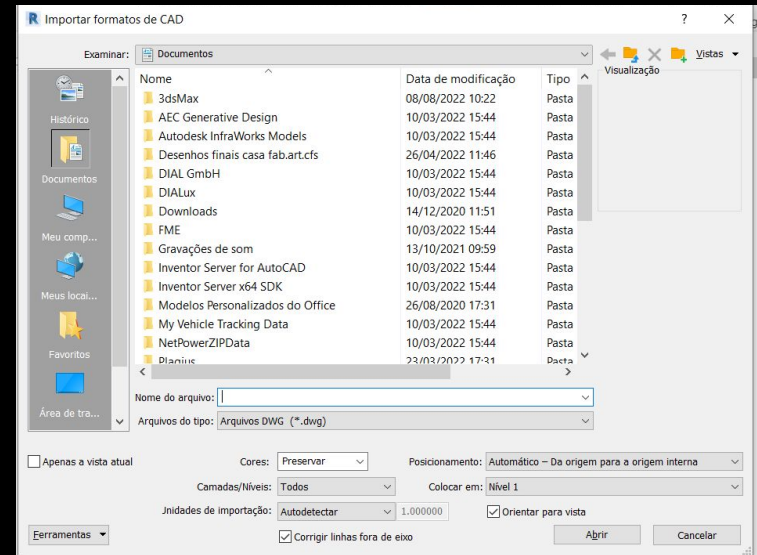 Importar formatos de CAD
Examinar: Documentos Vistas
Visualização
Nome Data de modificação Tipo
3dsMax 08/08/2022 10:22 Pasta
AEC Generative Design 10/03/2022 15:44 Pasta
Autodesk InfraWorks Models 10/03/2022 15:44 Pasta
Desenhos finais casa fab.art.cfs 26/04/2022 11:46 Pasta
DIAL GmbH 10/03/2022 15:44 Pasta
DIALux 10/03/2022 15:44 Pasta
Downloads 14/12/2020 11:51 Pasta
FME 10/03/2022 15:44 Pasta
Gravações de som 13/10/2021 09:59 Pasta
Inventor Server for AutoCAD 10/03/2022 15:44 Pasta
Inventor Server x64 SDK 10/03/2022 15:44 Pasta
Modelos Personalizados do Office 26/08/2020 17:31 Pasta
My Vehicle Tracking Data 10/03/2022 15:44 Pasta
NetPowerZIPData 10/03/2022 15:44 Pasta
Plagius 23/03/2022 17:31 Pasta
Histórico
Documentos
Meu comp...
Meus locai...
Favoritos
Área de tra...
Nome do arquivo:
Arquivos do tipo: Arquivos DWG (*.dwg)
Apenas a vista atual Cores: Preservar Posicionamento: Automático – Da origem para a origem interna
Camadas/Níveis: Todos Colocar em: Nível 1
Unidades de importação: Autodetectar 1.000000 Orientar para vista
Ferramentas Corrigir linhas fora de eixo Abrir Cancelar